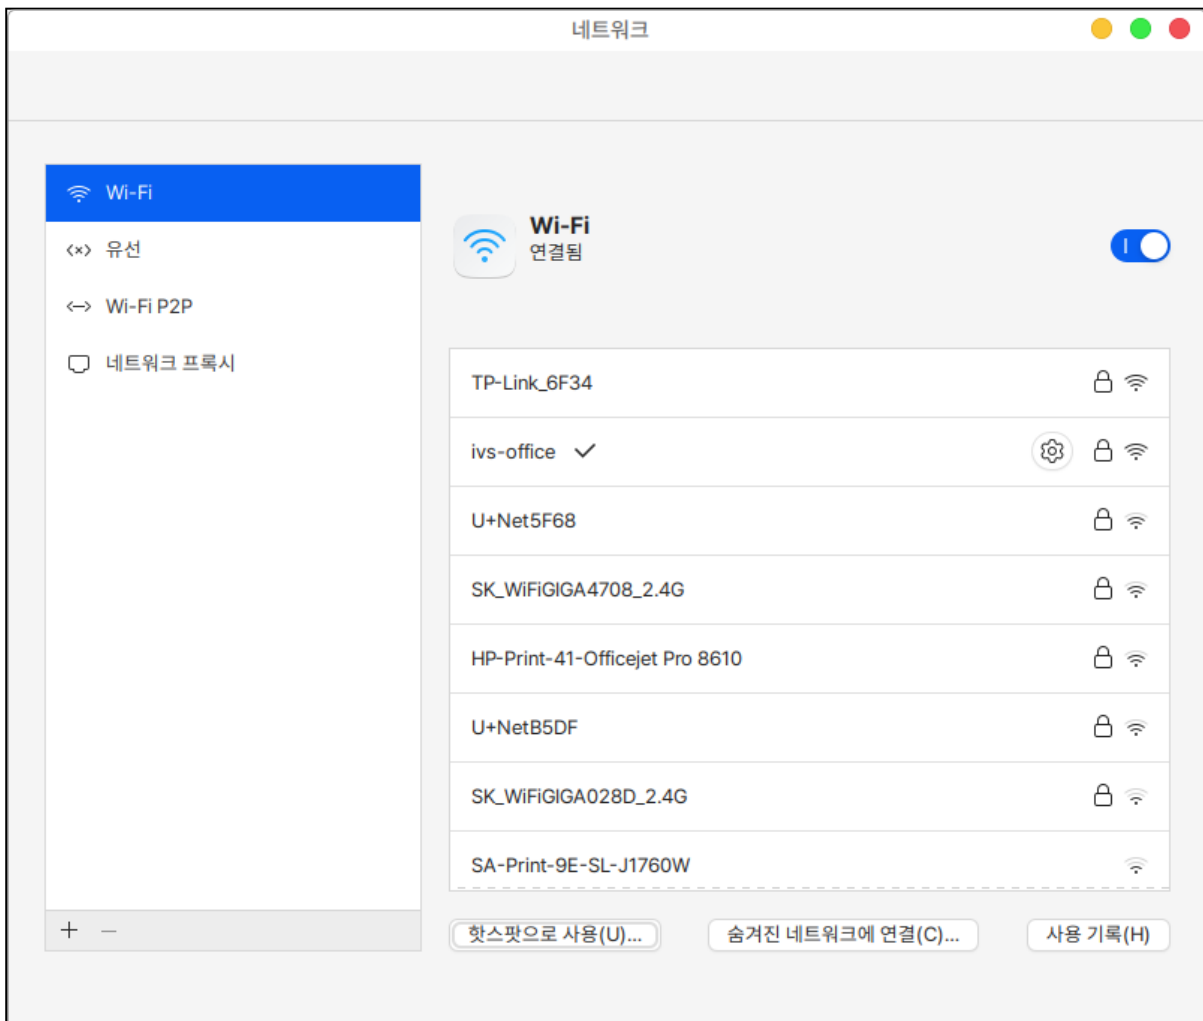 네트워크
Wi-Fi
유선
Wi-Fi P2P
네트워크 프록시
Wi-Fi
연결됨
TP-Link_6F34
ivs-office
U+Net5F68
SK_WiFiGIGA4708_2.4G
HP-Print-41-Officejet Pro 8610
U+NetB5DF
SK_WiFiGIGA028D_2.4G
SA-Print-9E-SL-J1760W
핫스팟으로 사용(U)... 숨겨진 네트워크에 연결(C)... 사용 기록(H)